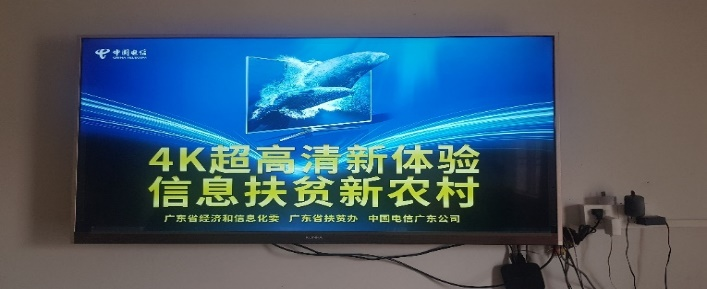 中国电信
CHINA TELECOM
4K超高清新体验
信息扶贫新农村
广东省经济和信息化委 广东省扶贫办 中国电信广东公司